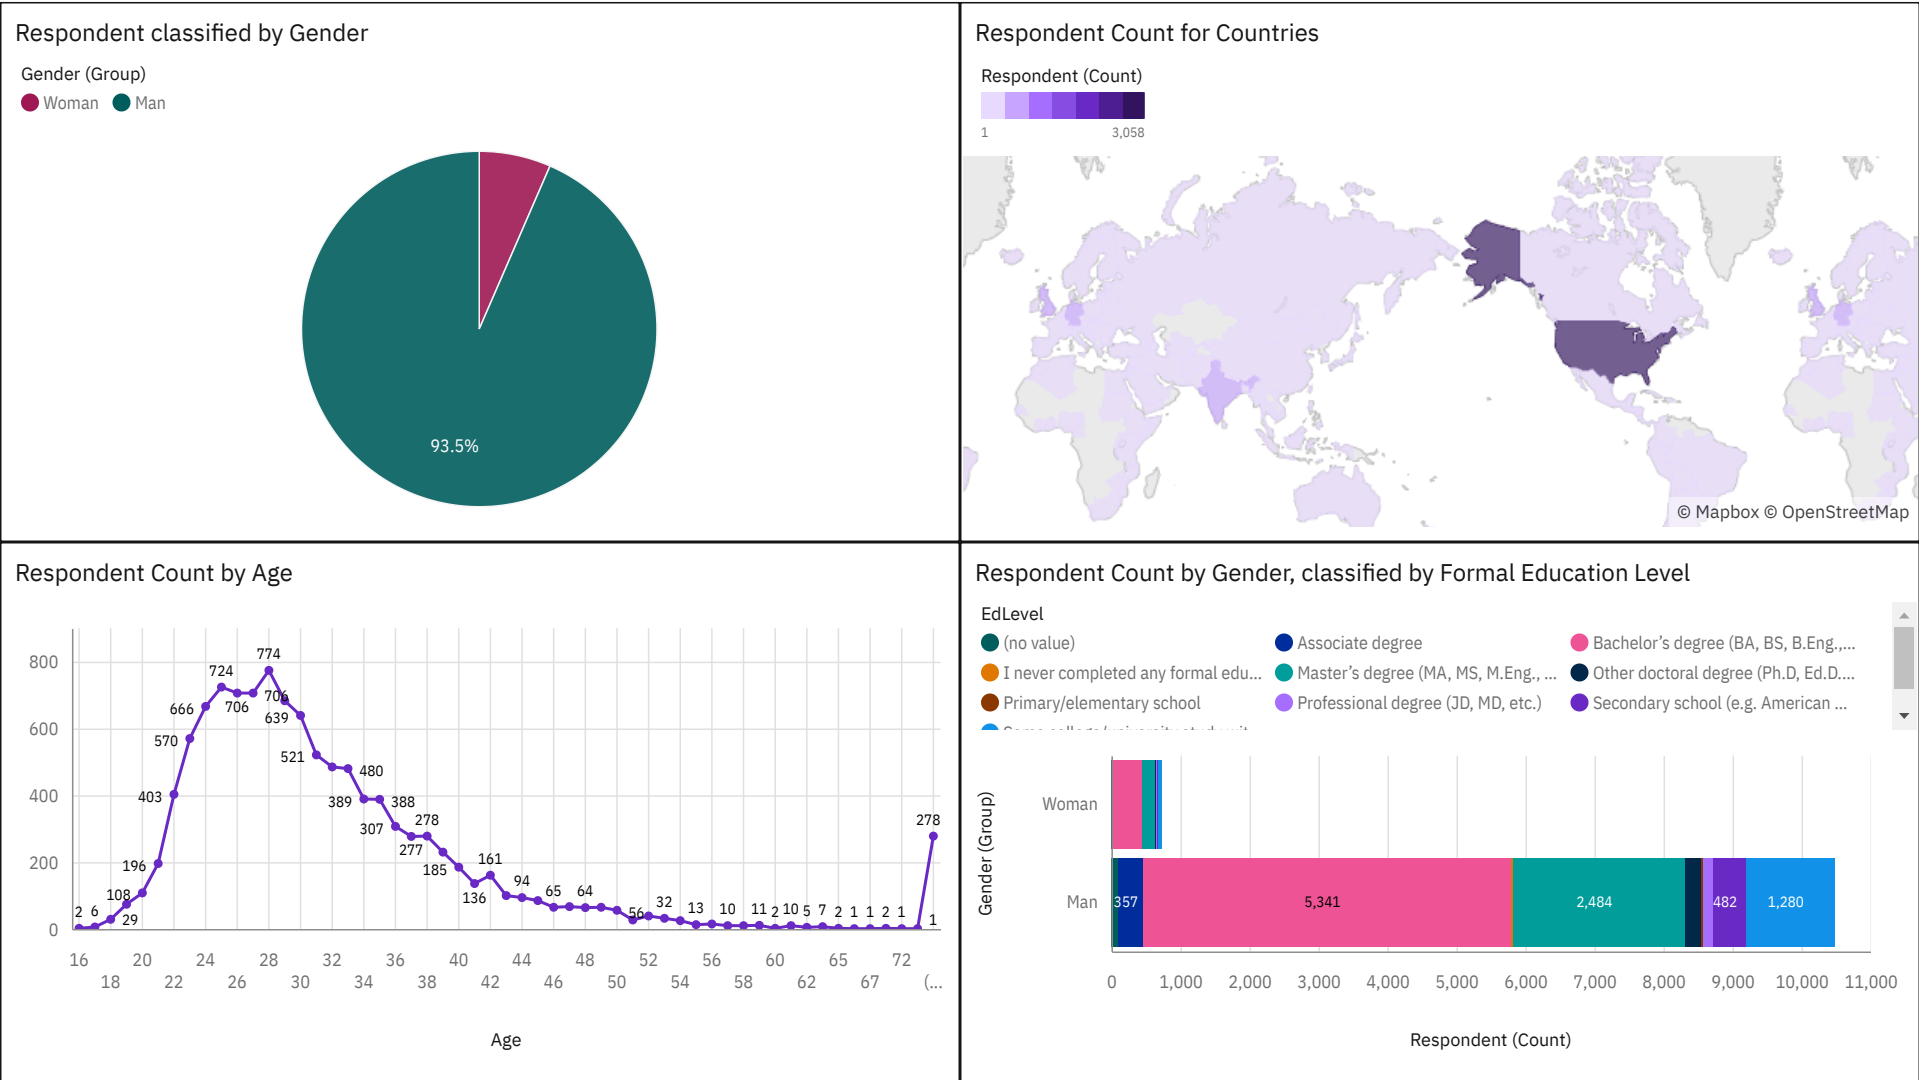 Respondent classified by Gender
Gender (Group)
Woman Man
93.5%
Respondent Count for Countries
Respondent (Count)
1 3,058
© Mapbox © OpenStreetMap
Respondent Count by Age
800
600
400
200
0
2 6 108 29 196 403 570 666 724 706 774 706 639 521 480 389 388 307 278 277 185 161 136 94 65 64 56 32 13 10 11 2 10 5 7 2 1 1 2 1 278 1
16 20 24 28 32 36 40 44 48 52 56 60 65 72
18 22 26 30 34 38 42 46 50 54 58 62 67 (...
Age
Respondent Count by Gender, classified by Formal Education Level
EdLevel
(no value) Associate degree Bachelor’s degree (BA, BS, B.Eng.,...
I never completed any formal edu... Master’s degree (MA, MS, M.Eng., ... Other doctoral degree (Ph.D, Ed.D....
Primary/elementary school Professional degree (JD, MD, etc.) Secondary school (e.g. American ...
Gender (Group)
Woman
Man 357 5,341 2,484 482 1,280
0 1,000 2,000 3,000 4,000 5,000 6,000 7,000 8,000 9,000 10,000 11,000
Respondent (Count)